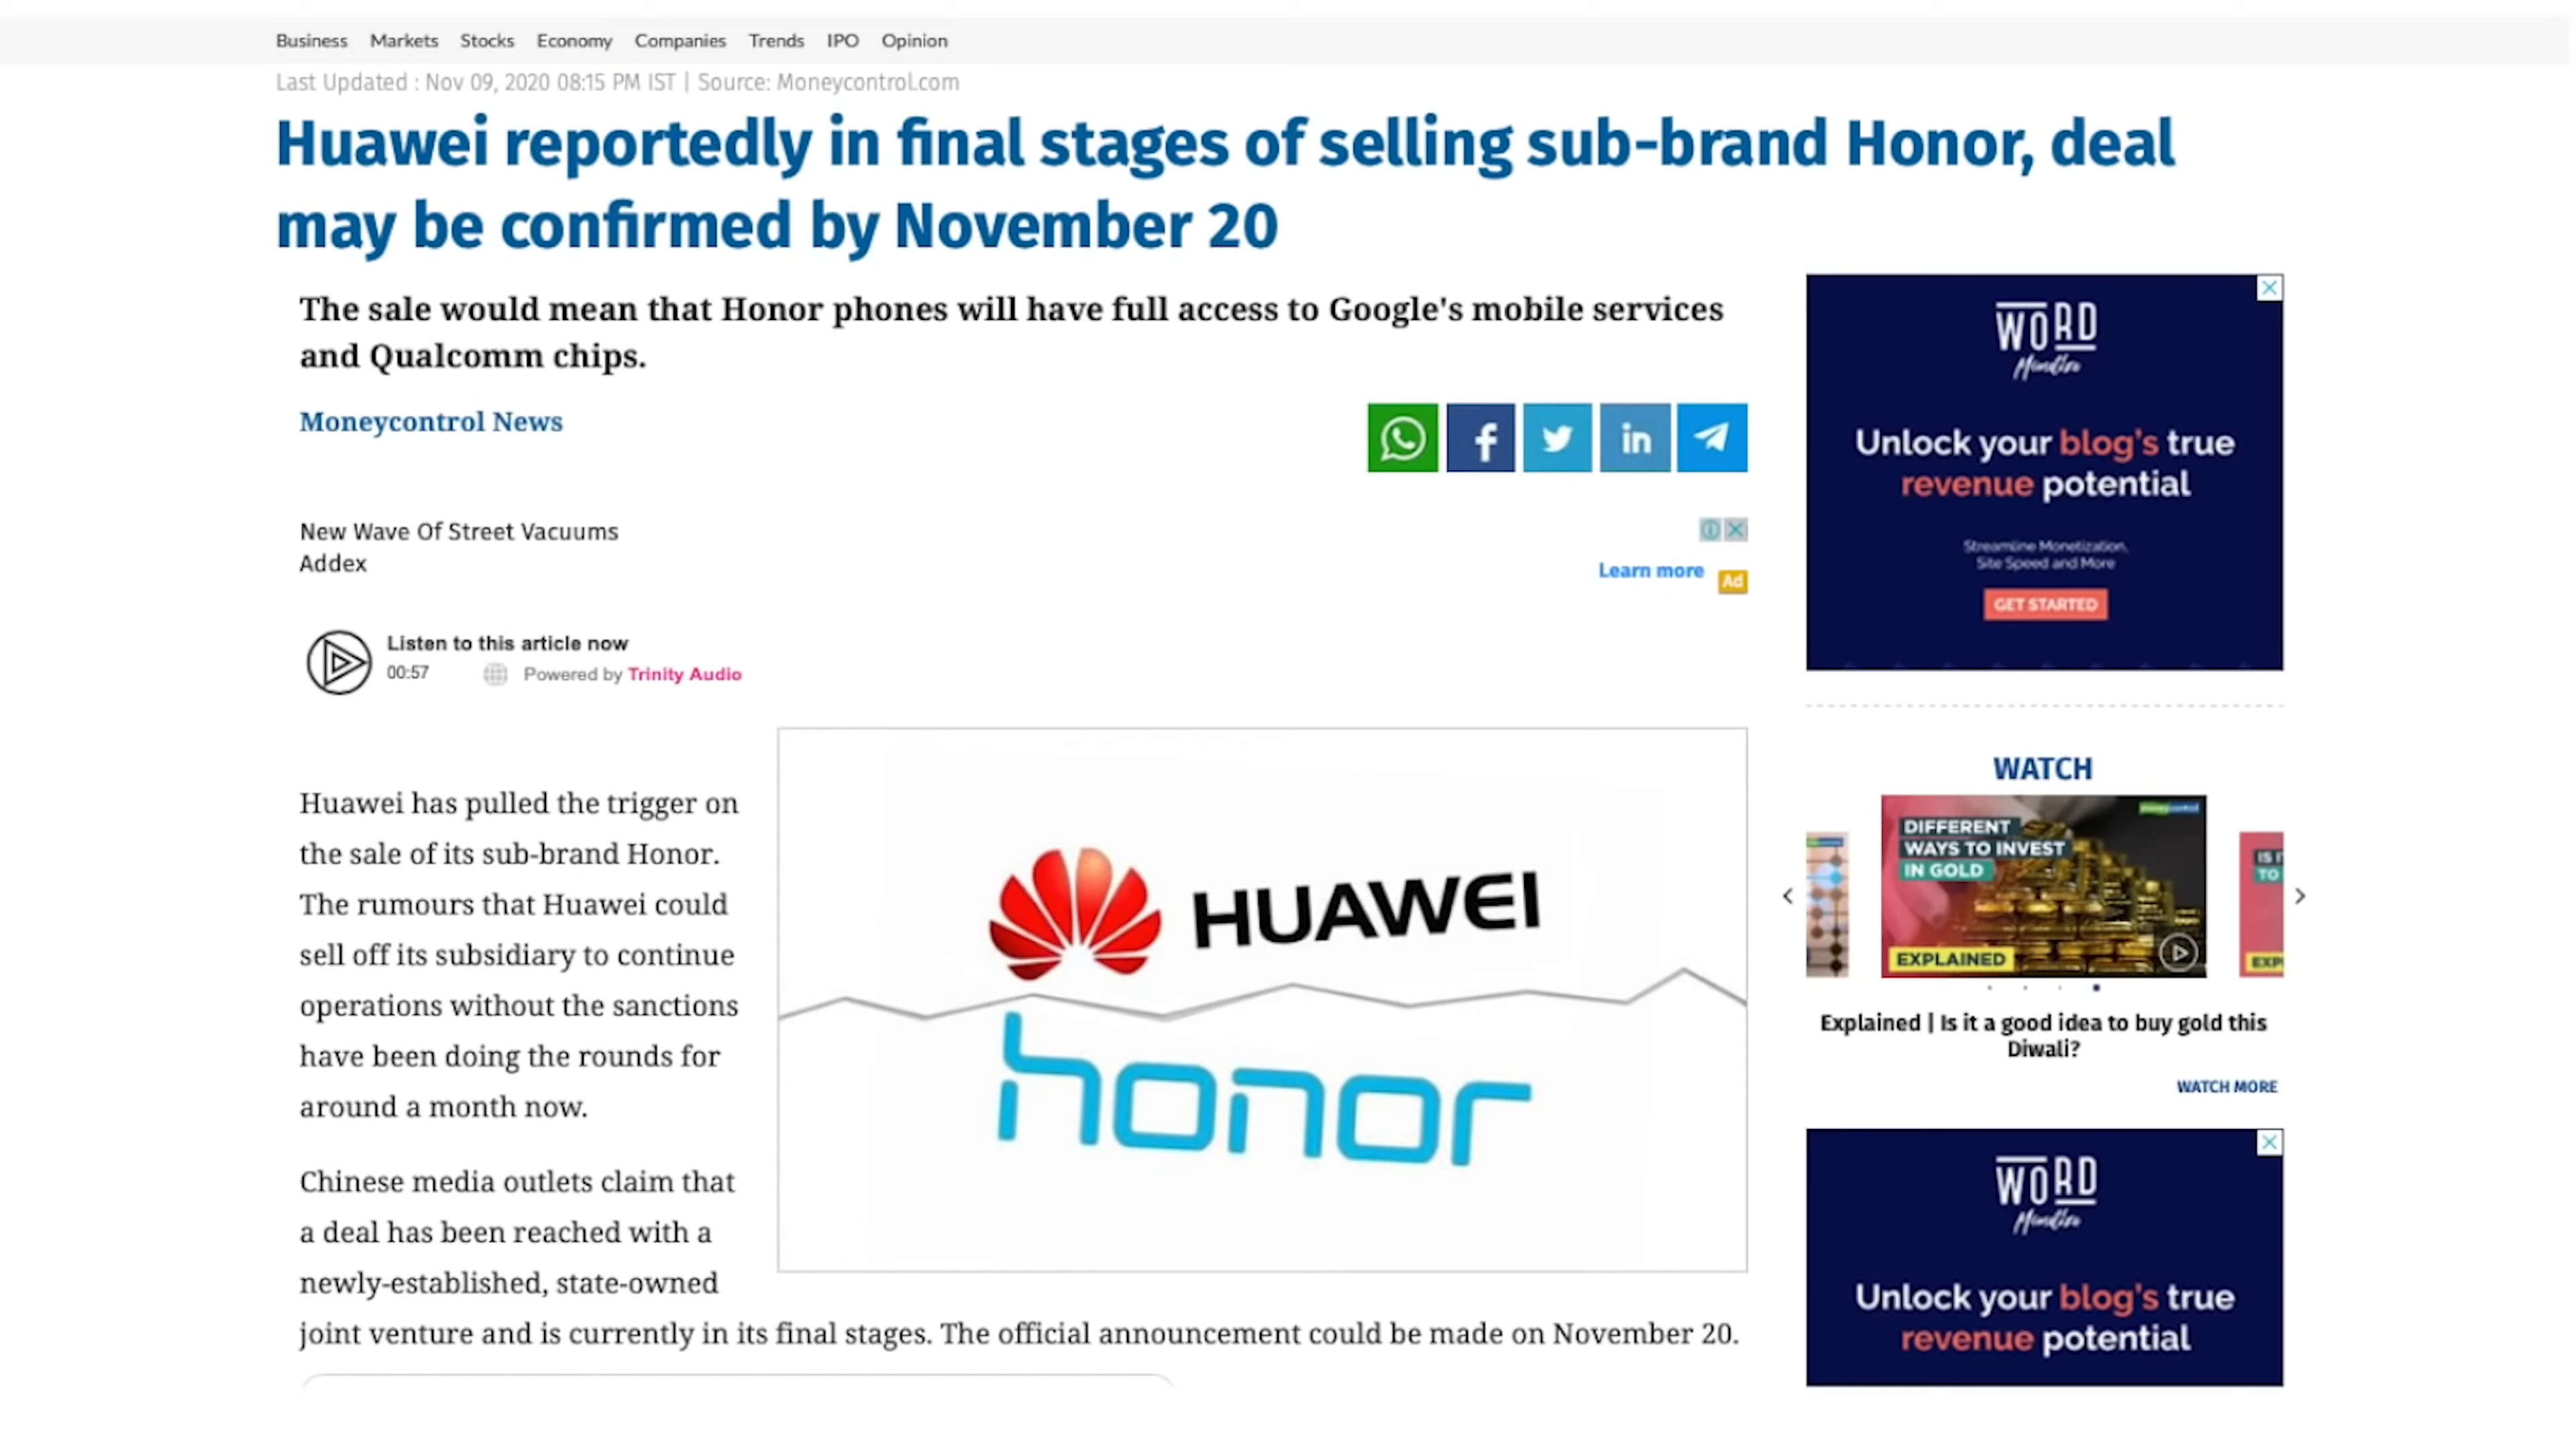 Business Markets Stocks Economy Companies Trends IPO Opinion
Last Updated : Nov 09, 2020 08:15 PM IST | Source: Moneycontrol.com
Huawei reportedly in final stages of selling sub-brand Honor, deal
may be confirmed by November 20
The sale would mean that Honor phones will have full access to Google's mobile services
and Qualcomm chips.
Moneycontrol News
New Wave Of Street Vacuums
Addex
Learn more
Ad
Listen to this article now
00:57 Powered by Trinity Audio
Huawei has pulled the trigger on
the sale of its sub-brand Honor.
The rumours that Huawei could
sell off its subsidiary to continue
operations without the sanctions
have been doing the rounds for
around a month now.
Chinese media outlets claim that
a deal has been reached with a
newly-established, state-owned
joint venture and is currently in its final stages. The official announcement could be made on November 20.
HUAWEI
honor
WORD
Unlock your blog's true
revenue potential
Streamline Monetization,
Site Speed and More
GET STARTED
WATCH
DIFFERENT
WAYS TO INVEST
IN GOLD
EXPLAINED
TO
Explained | Is it a good idea to buy gold this
Diwali?
WATCH MORE
WORD
Unlock your blog's true
revenue potential